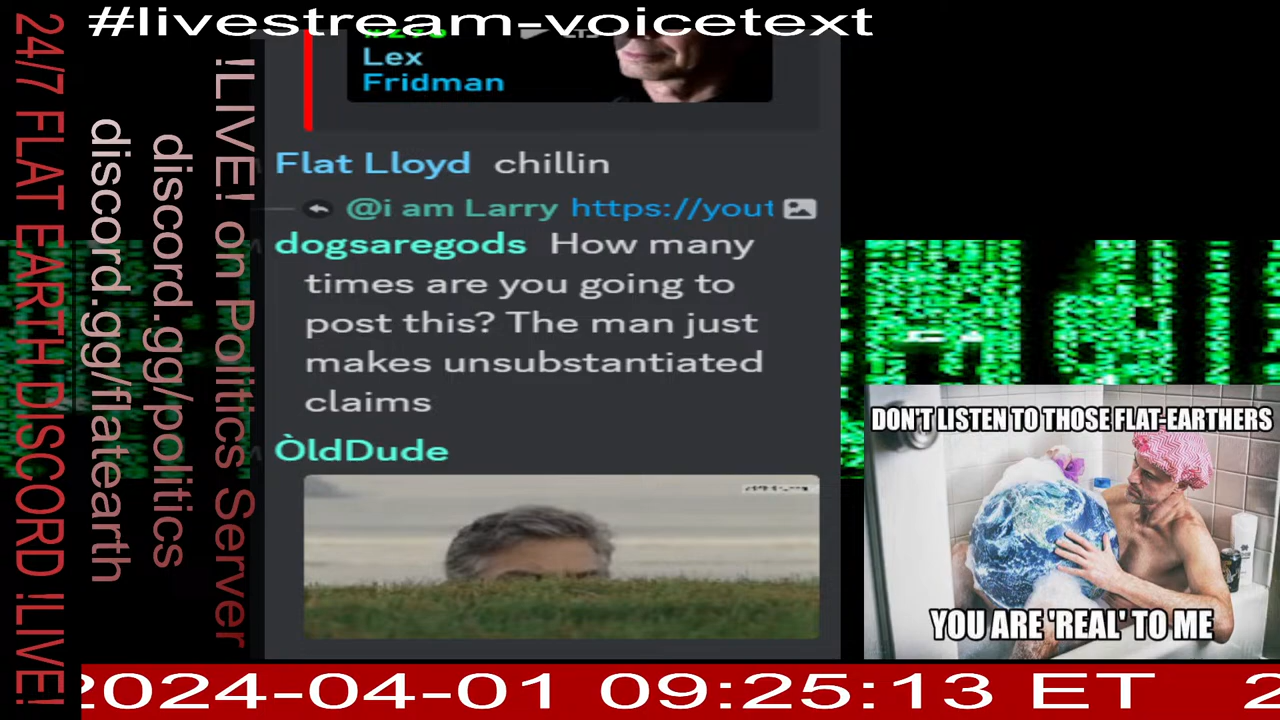 #livestream-voicetext
24/7 FLAT EARTH DISCORD !LIVE!
discord.gg/flatearth
discord.gg/politics
!LIVE! on Politics Server
Lex
Fridman
Flat Lloyd chillin
@i am Larry https://yout
dogsaregods How many
times are you going to
post this? The man just
makes unsubstantiated
claims
ÒldDude
DON'T LISTEN TO THOSE FLAT-EARTHERS
YOU ARE 'REAL' TO ME
2024-04-01 09:25:13 ET 2